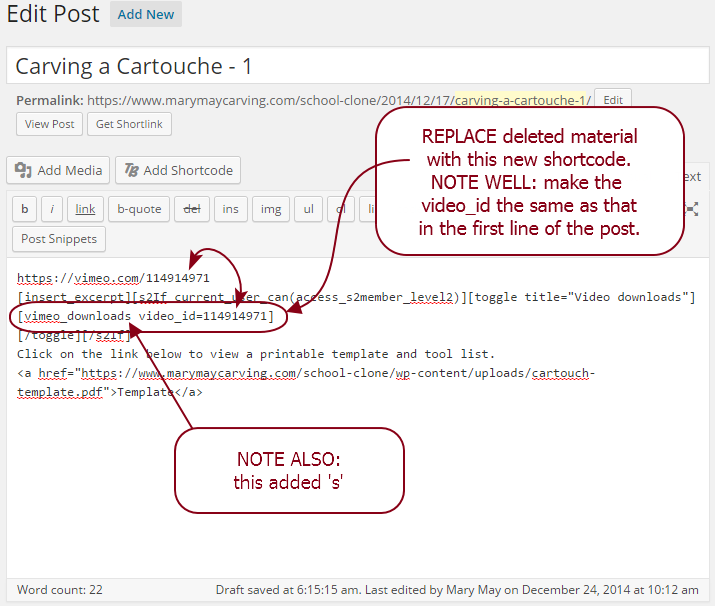 Edit Post Add New
Carving a Cartouche - 1
Permalink: https://www.marymaycarving.com/school-clone/2014/12/17/carving-a-cartouche-1/ Edit
View Post Get Shortlink
REPLACE deleted material
with this new shortcode.
NOTE WELL: make the
video_id the same as that
in the first line of the post.
Add Media Add Shortcode
b i link b-quote del ins img ul
Post Snippets
https://vimeo.com/114914971
[insert_excerpt][s2If current_user_can(access_s2member_level2)][toggle title="Video downloads"]
[vimeo_downloads video_id=114914971]
[/toggle][/s2If]
Click on the link below to view a printable template and tool list.
<a href="https://www.marymaycarving.com/school-clone/wp-content/uploads/cartouch-
template.pdf">Template</a>
NOTE ALSO:
this added 's'
Word count: 22 Draft saved at 6:15:15 am. Last edited by Mary May on December 24, 2014 at 10:12 am